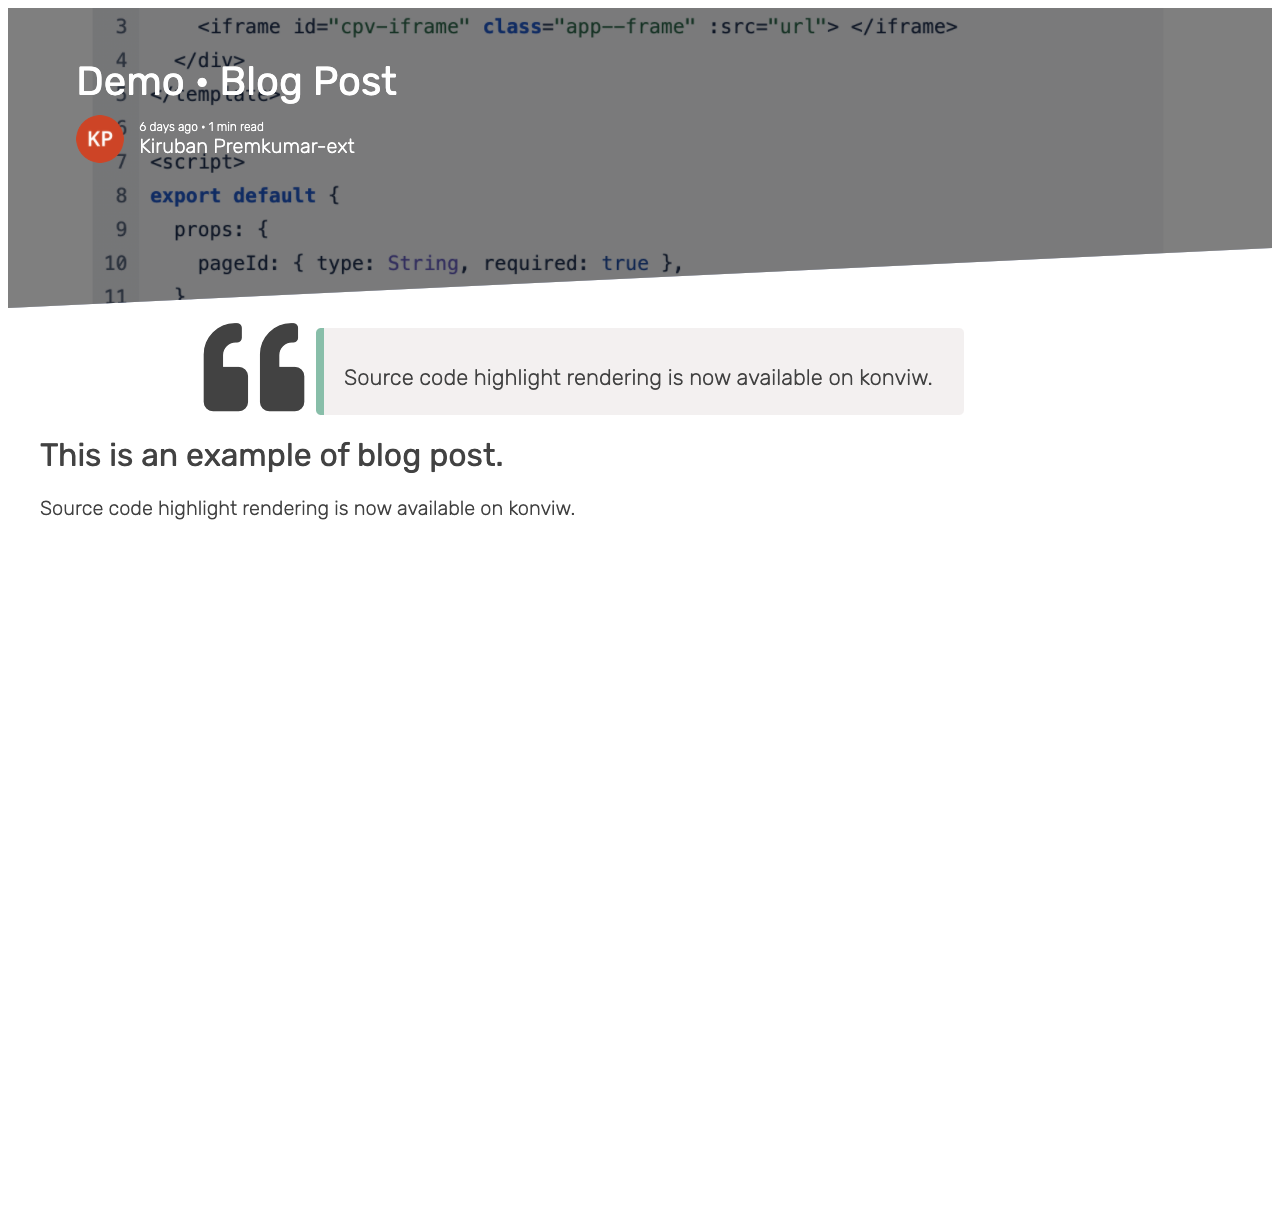 3 <iframe id="cpv-iframe" class="app--frame" :src="url"> </iframe>
4 </div>
Demo • Blog Post
5 </template>
6 days ago • 1 min read
6
KP
Kiruban Premkumar-ext
7 <script>
8 export default {
9 props: {
10 pageId: { type: String, required: true },
11 }
Source code highlight rendering is now available on konviw.
This is an example of blog post.
Source code highlight rendering is now available on konviw.